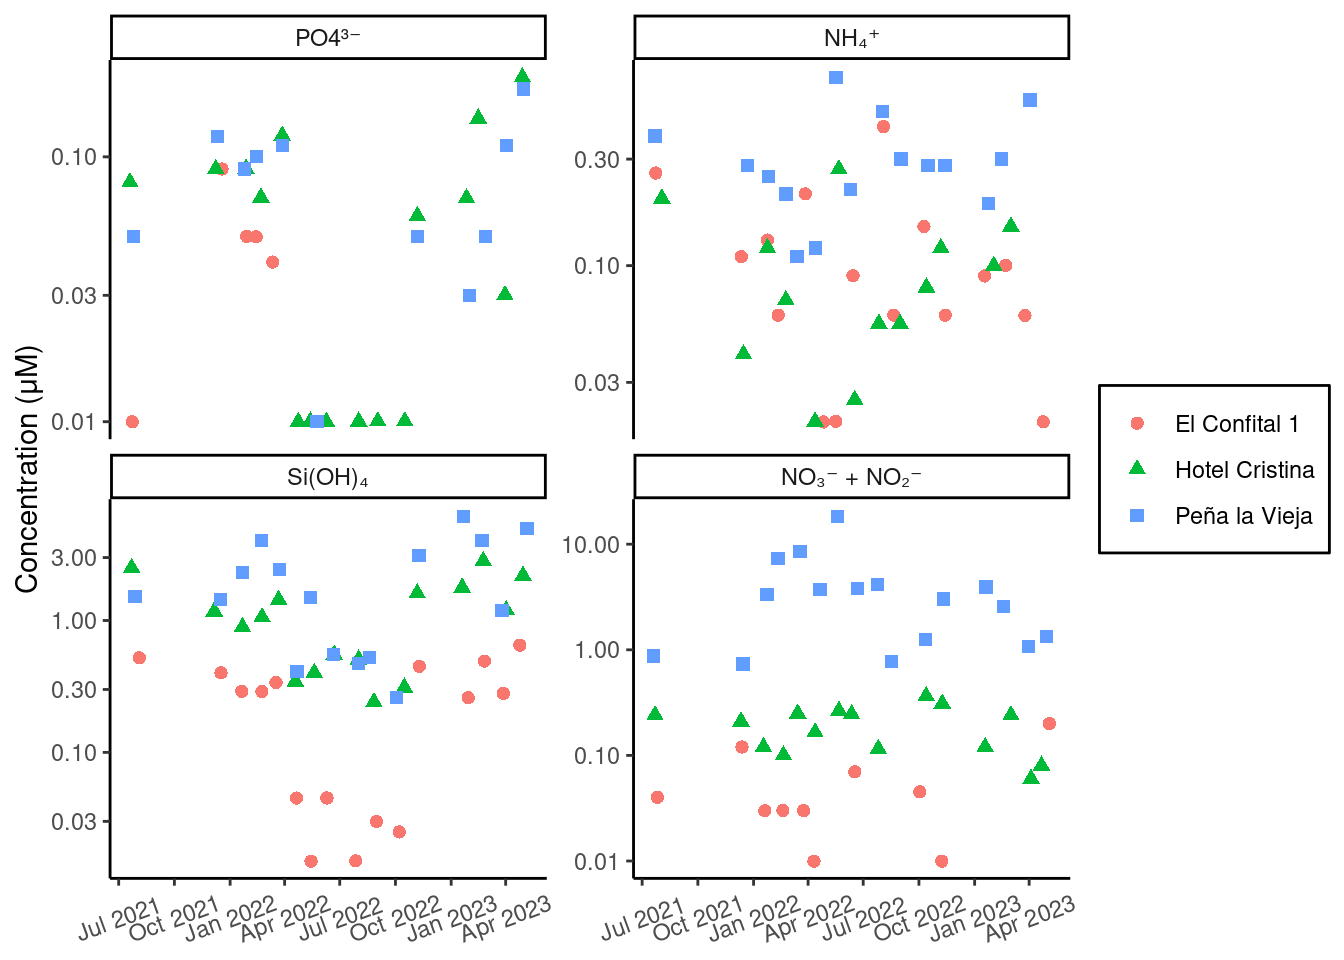 PO4³⁻
NH₄⁺
0.10
0.03
0.01
0.30
0.10
0.03
Concentration (µM)
Si(OH)₄
NO₃⁻ + NO₂⁻
3.00
1.00
0.30
0.10
0.03
10.00
1.00
0.10
0.01
Jul 2021
Oct 2021
Jan 2022
Apr 2022
Jul 2022
Oct 2022
Jan 2023
Apr 2023
Jul 2021
Oct 2021
Jan 2022
Apr 2022
Jul 2022
Oct 2022
Jan 2023
Apr 2023
El Confital 1
Hotel Cristina
Peña la Vieja